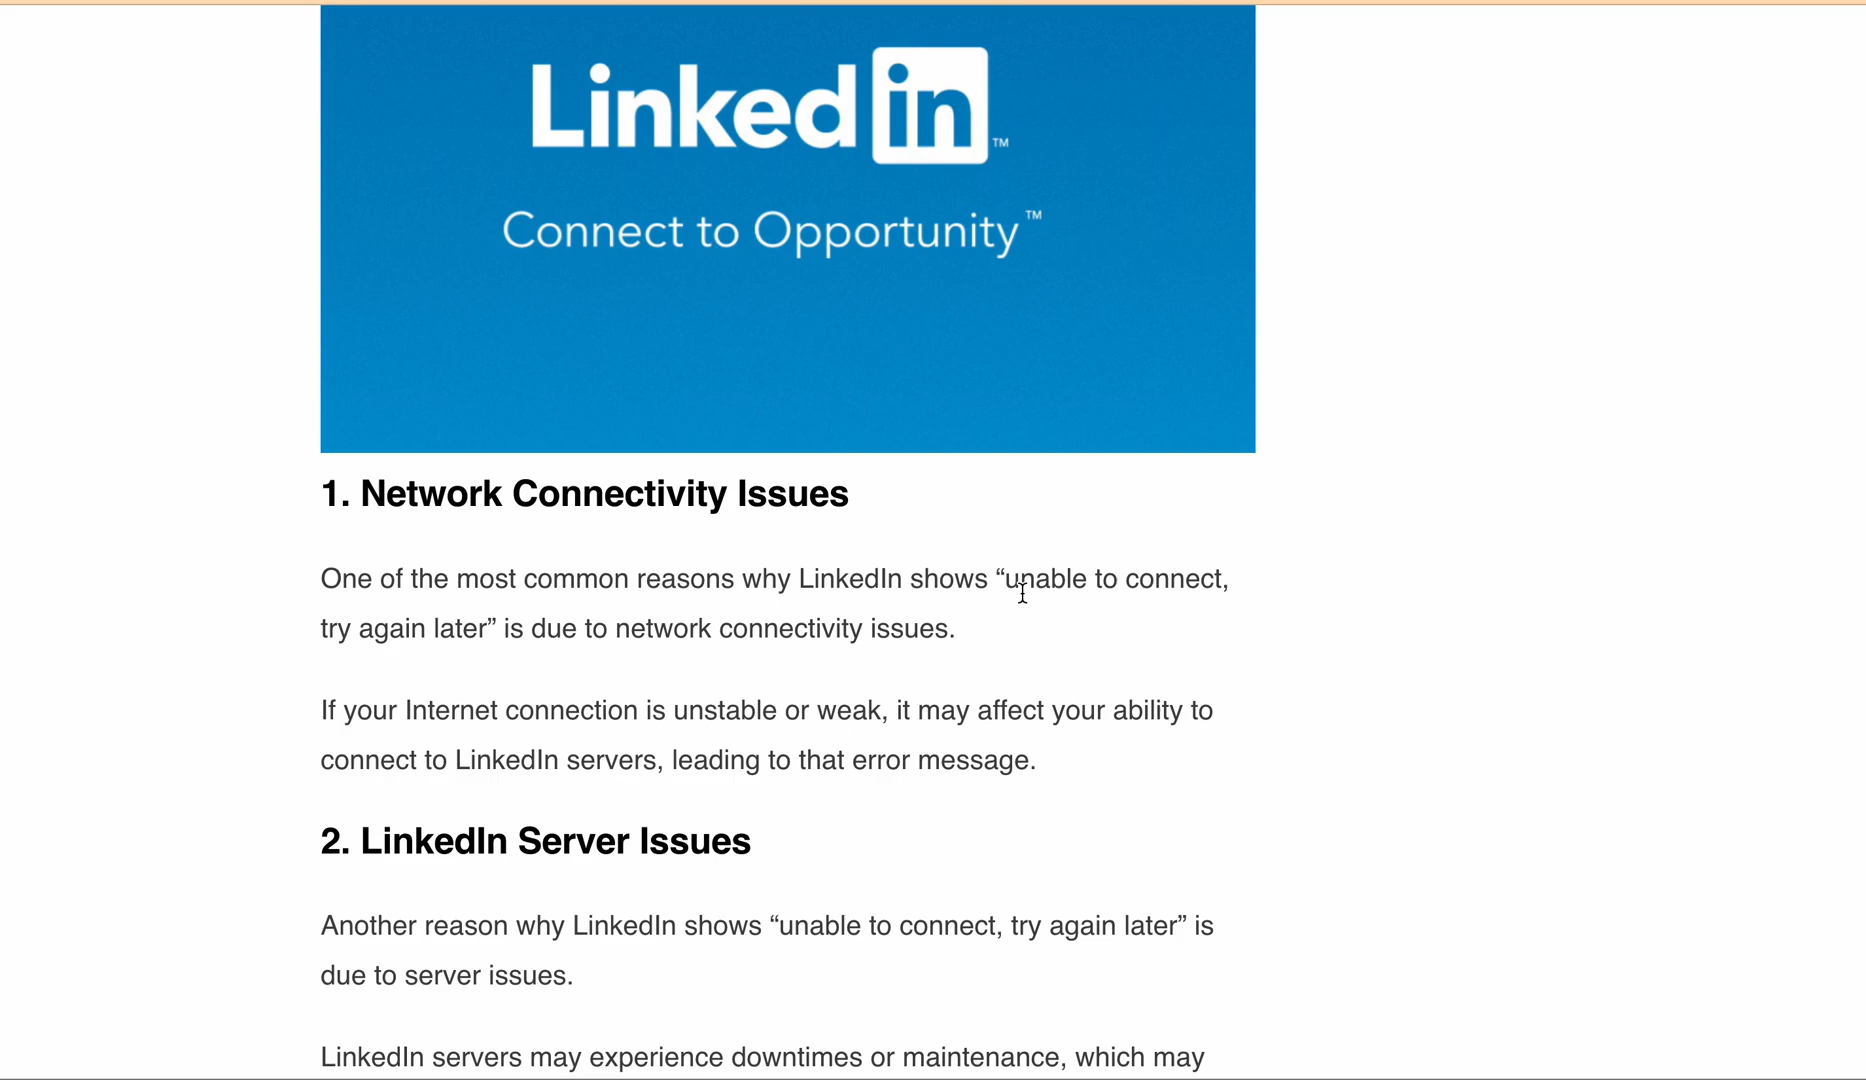 Linked in ™
Connect to Opportunity™
1. Network Connectivity Issues
One of the most common reasons why LinkedIn shows “unable to connect,
try again later” is due to network connectivity issues.
If your Internet connection is unstable or weak, it may affect your ability to
connect to LinkedIn servers, leading to that error message.
2. LinkedIn Server Issues
Another reason why LinkedIn shows “unable to connect, try again later” is
due to server issues.
LinkedIn servers may experience downtimes or maintenance, which may